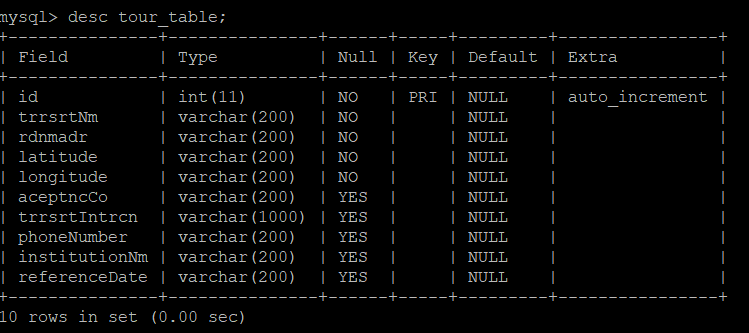 mysql> desc tour_table;
+---------------+---------------+------+-----+---------+----------------+
| Field         | Type          | Null | Key | Default | Extra          |
+---------------+---------------+------+-----+---------+----------------+
| id            | int(11)       | NO   | PRI | NULL    | auto_increment |
| trrsrtNm      | varchar(200)  | NO   |     | NULL    |                |
| rdnmadr       | varchar(200)  | NO   |     | NULL    |                |
| latitude      | varchar(200)  | NO   |     | NULL    |                |
| longitude     | varchar(200)  | NO   |     | NULL    |                |
| aceptncCo     | varchar(200)  | YES  |     | NULL    |                |
| trrsrtIntrcn  | varchar(1000) | YES  |     | NULL    |                |
| phoneNumber   | varchar(200)  | YES  |     | NULL    |                |
| institutionNm | varchar(200)  | YES  |     | NULL    |                |
| referenceDate | varchar(200)  | YES  |     | NULL    |                |
+---------------+---------------+------+-----+---------+----------------+
10 rows in set (0.00 sec)